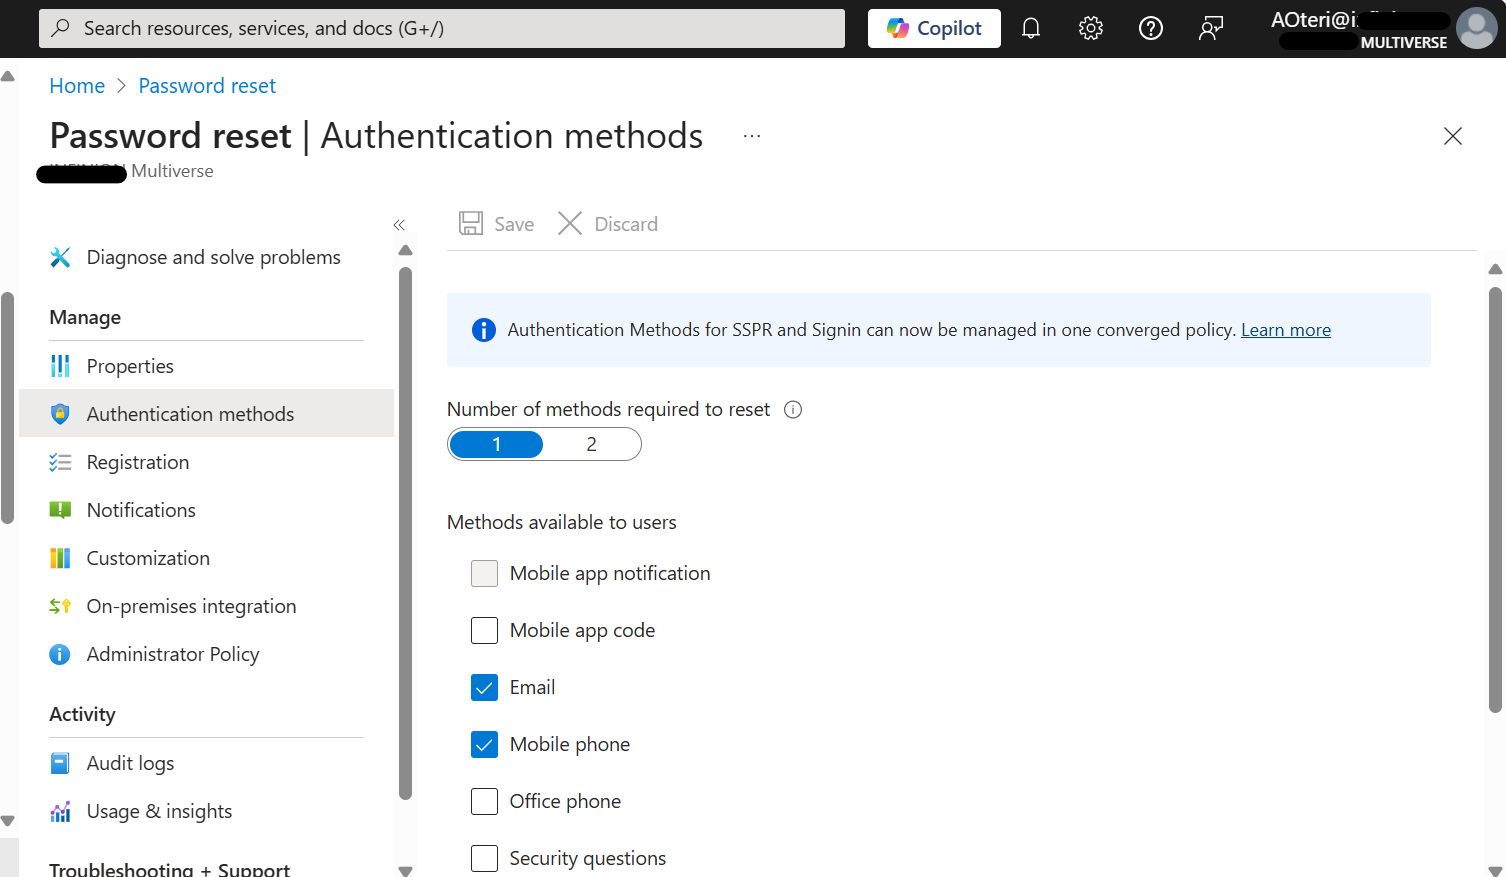 Search resources, services, and docs (G+/)
Copilot
AOteri@i
MULTIVERSE
Home > Password reset
Password reset | Authentication methods ...
Multiverse
Save Discard
Diagnose and solve problems
Manage
Properties
Authentication methods
Registration
Notifications
Customization
On-premises integration
Administrator Policy
Activity
Audit logs
Usage & insights
Troubleshooting + Support
Authentication Methods for SSPR and Signin can now be managed in one converged policy. Learn more
Number of methods required to reset
1 2
Methods available to users
Mobile app notification
Mobile app code
Email
Mobile phone
Office phone
Security questions